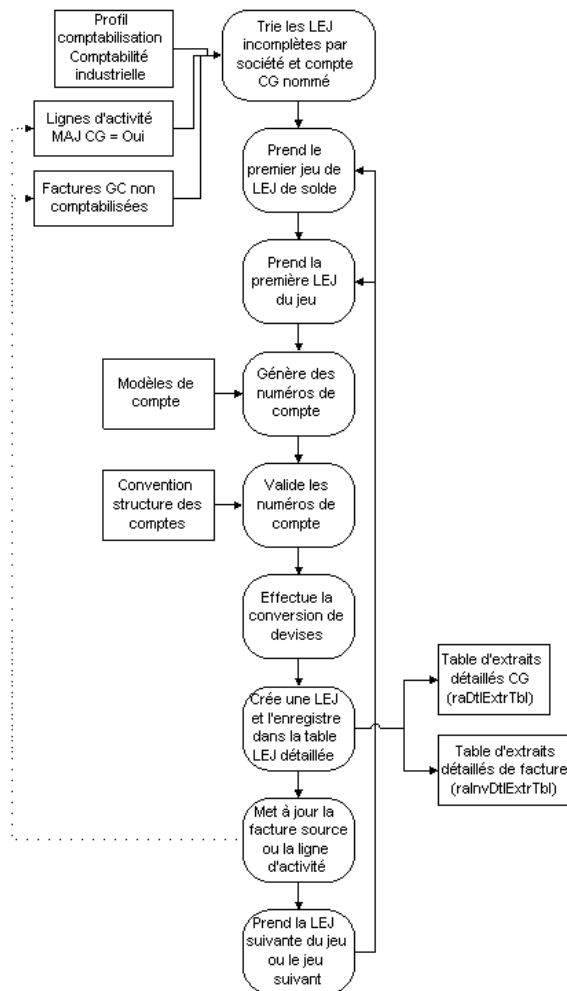 Profil
comptabilisation
Comptabilité
industrielle
Trie les LEJ
incomplètes par
société et compte
CG nommé
Lignes d'activité
MAJ CG = Oui
Factures GC non
comptabilisées
Prend le
premier jeu de
LEJ de solde
Prend la
première LEJ
du jeu
Modèles de
compte
Génère des
numéros de
compte
Convention
structure des
comptes
Valide les
numéros de
compte
Effectue la
conversion de
devises
Crée une LEJ
et l'enregistre
dans la table
LEJ détaillée
Table d'extraits
détaillés CG
(raDtlExtrTbl)
Table d'extraits
détaillés de facture
(raInvDtlExtrTbl)
Met à jour la
facture source
ou la ligne
d'activité
Prend la LEJ
suivante du jeu
ou le jeu
suivant